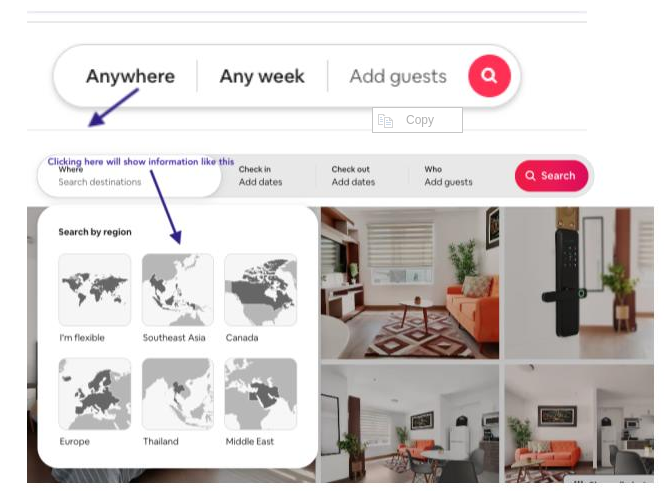 Anywhere Any week Add guests
Copy
Clicking here will show information like this
Where Check in Check out Who
Search destinations Add dates Add dates Add guests Search
Search by region
I'm flexible Southeast Asia Canada
Europe Thailand Middle East